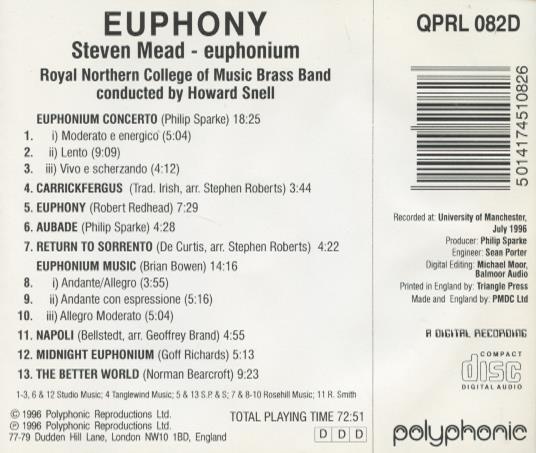 EUPHONY
Steven Mead - euphonium
Royal Northern College of Music Brass Band
conducted by Howard Snell
EUPHONIUM CONCERTO (Philip Sparke) 18:25
1. i) Moderato e energico (5:04)
2. ii) Lento (9:09)
3. iii) Vivo e scherzando (4:12)
4. CARRICKFERGUS (Trad. Irish, arr. Stephen Roberts) 3:44
5. EUPHONY (Robert Redhead) 7:29
6. AUBADE (Philip Sparke) 4:28
7. RETURN TO SORRENTO (De Curtis, arr. Stephen Roberts) 4:22
EUPHONIUM MUSIC (Brian Bowen) 14:16
8. i) Andante/Allegro (3:55)
9. ii) Andante con espressione (5:16)
10. iii) Allegro Moderato (5:04)
11. NAPOLI (Bellstedt, arr. Geoffrey Brand) 4:55
12. MIDNIGHT EUPHONIUM (Goff Richards) 5:13
13. THE BETTER WORLD (Norman Bearcroft) 9:23
1-3, 6 & 12 Studio Music; 4 Tanglewind Music; 5 & 13 S.P. & S; 7 & 8-10 Rosehill Music; 11 R. Smith
© 1996 Polyphonic Reproductions Ltd.
℗ 1996 Polyphonic Reproductions Ltd.
77-79 Dudden Hill Lane, London NW10 1BD, England
TOTAL PLAYING TIME 72:51
D D D
QPRL 082D
5014174510826
Recorded at: University of Manchester,
July 1996
Producer: Philip Sparke
Engineer: Sean Porter
Digital Editing: Michael Moor,
Balmoor Audio
Printed in England by: Triangle Press
Made and England by: PMDC Ltd
A DIGITAL RECORDING
COMPACT
disc
DIGITAL AUDIO
polyphonic